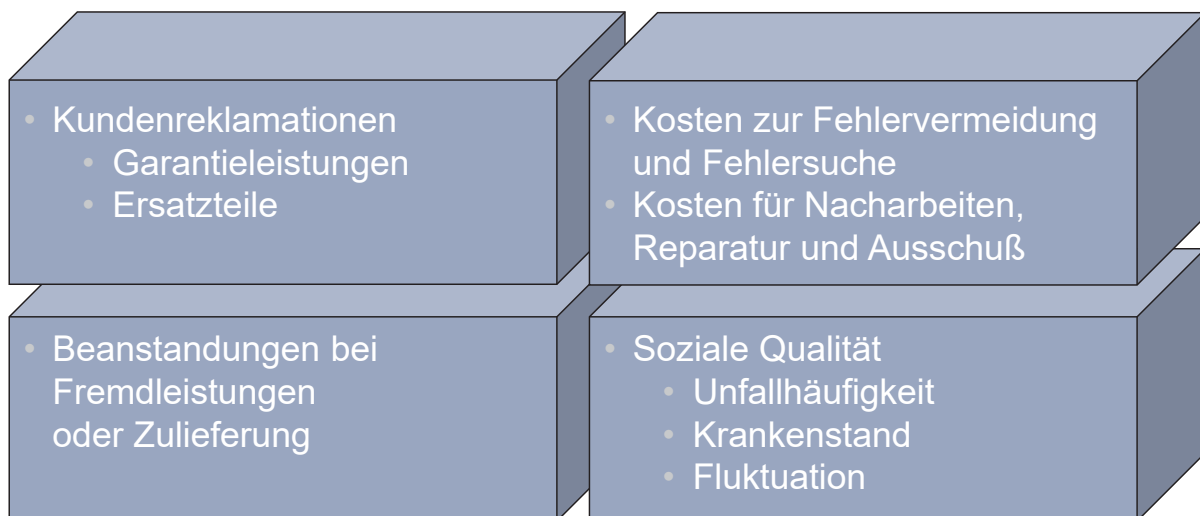 • Kundenreklamationen
• Garantieleistungen
• Ersatzteile
• Kosten zur Fehlervermeidung
und Fehlersuche
• Kosten für Nacharbeiten,
Reparatur und Ausschuß
• Beanstandungen bei
Fremdleistungen
oder Zulieferung
• Soziale Qualität
• Unfallhäufigkeit
• Krankenstand
• Fluktuation